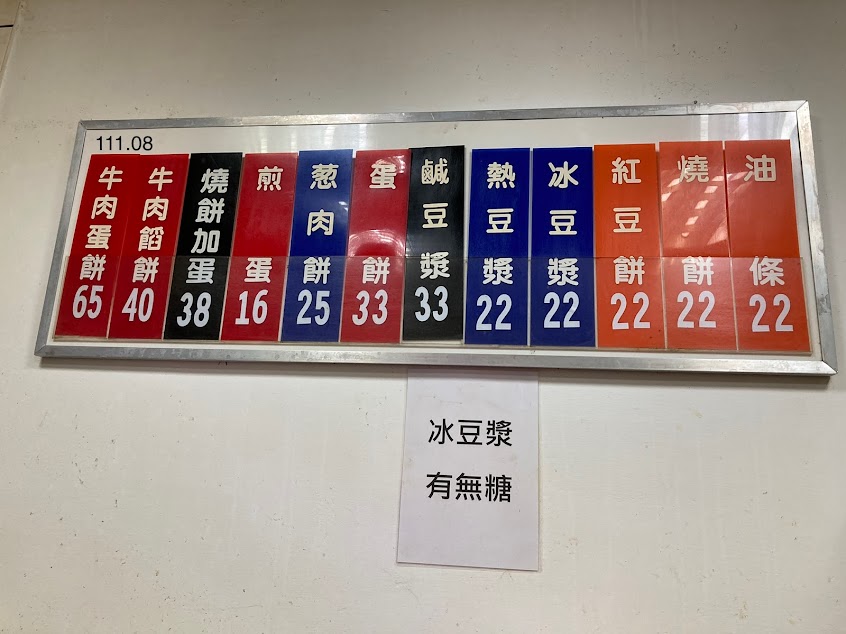 111.08
油條 22
燒餅 22
紅豆餅 22
冰豆漿 22
熱豆漿 22
鹹豆漿 33
蛋餅 33
葱肉餅 25
煎蛋 16
燒餅加蛋 38
牛肉餡餅 40
牛肉蛋餅 65
冰豆漿
有無糖